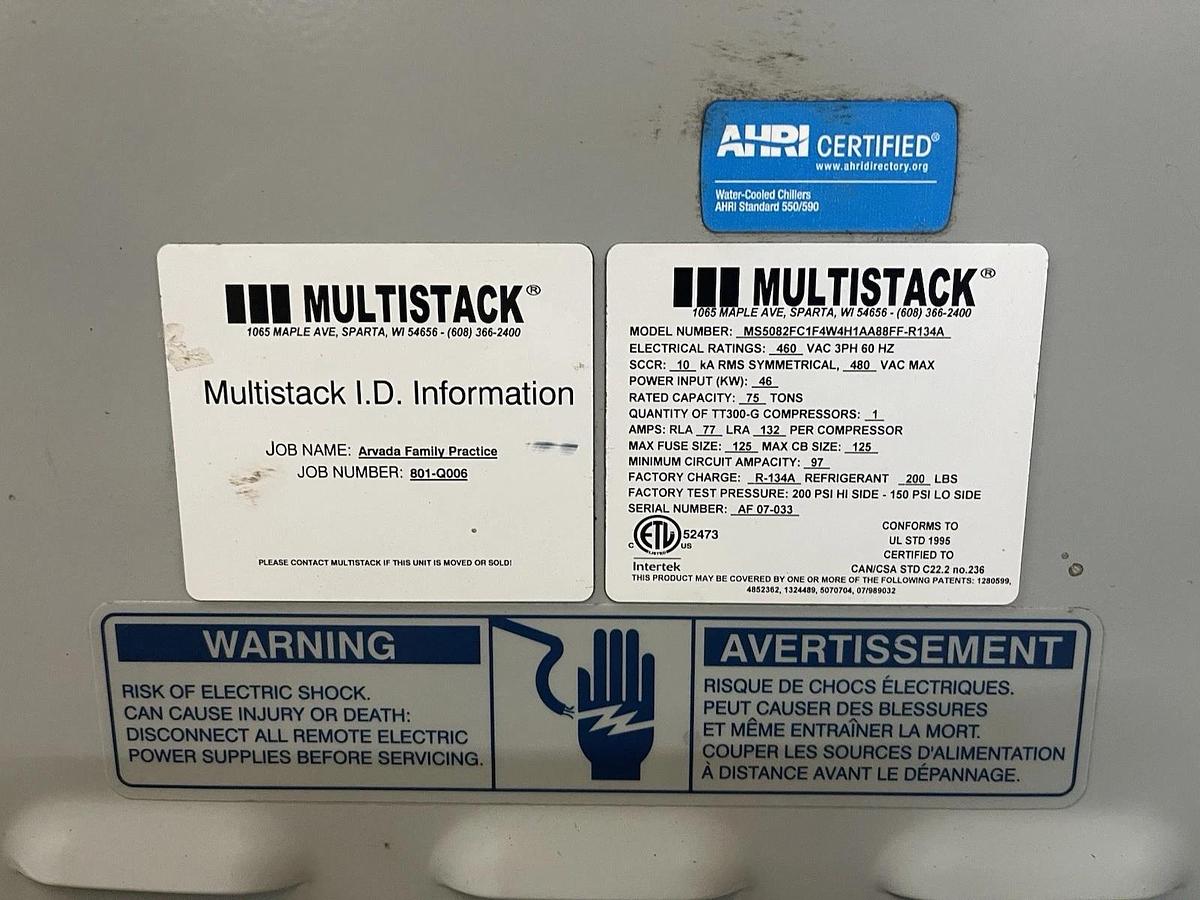 AHRI CERTIFIED®
www.ahridirectory.org
Water-Cooled Chillers
AHRI Standard 550/590
MULTISTACK®
1065 MAPLE AVE, SPARTA, WI 54656 - (608) 366-2400
Multistack I.D. Information
JOB NAME: Arvada Family Practice
JOB NUMBER: 801-Q006
PLEASE CONTACT MULTISTACK IF THIS UNIT IS MOVED OR SOLD!
MULTISTACK®
1065 MAPLE AVE, SPARTA, WI 54656 - (608) 366-2400
MODEL NUMBER: MS5082FC1F4W4H1AA88FF-R134A
ELECTRICAL RATINGS: 460 VAC 3PH 60 HZ
SCCR: 10 kA RMS SYMMETRICAL, 480 VAC MAX
POWER INPUT (KW): 46
RATED CAPACITY: 75 TONS
QUANTITY OF TT300-G COMPRESSORS: 1
AMPS: RLA 77 LRA 132 PER COMPRESSOR
MAX FUSE SIZE: 125 MAX CB SIZE: 125
MINIMUM CIRCUIT AMPACITY: 97
FACTORY CHARGE: R-134A REFRIGERANT 200 LBS
FACTORY TEST PRESSURE: 200 PSI HI SIDE - 150 PSI LO SIDE
SERIAL NUMBER: AF 07-033
ETL 52473
LISTED
C US
Intertek
CONFORMS TO
UL STD 1995
CERTIFIED TO
CAN/CSA STD C22.2 no.236
THIS PRODUCT MAY BE COVERED BY ONE OR MORE OF THE FOLLOWING PATENTS: 1280599,
4852362, 1324489, 5070704, 07/989032
WARNING
RISK OF ELECTRIC SHOCK.
CAN CAUSE INJURY OR DEATH:
DISCONNECT ALL REMOTE ELECTRIC
POWER SUPPLIES BEFORE SERVICING.
AVERTISSEMENT
RISQUE DE CHOCS ÉLECTRIQUES.
PEUT CAUSER DES BLESSURES
ET MÊME ENTRAÎNER LA MORT.
COUPER LES SOURCES D'ALIMENTATION
À DISTANCE AVANT LE DÉPANNAGE.